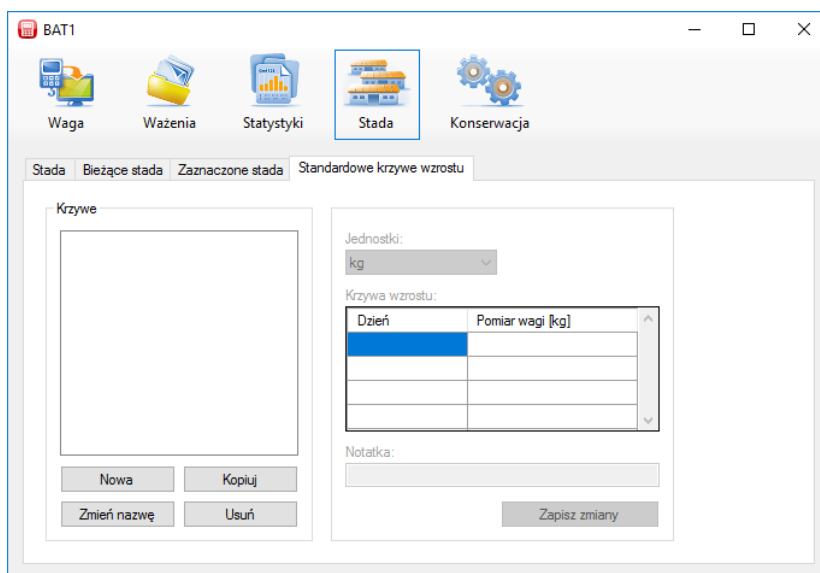 BAT1
Waga Ważenia Statystyki Stada Konserwacja
Stada Bieżące stada Zaznaczone stada Standardowe krzywe wzrostu
Krzywe
Jednostki:
kg
Krzywa wzrostu:
Dzień Pomiar wagi [kg]
Notatka:
Nowa Kopiuj
Zmień nazwę Usuń
Zapisz zmiany